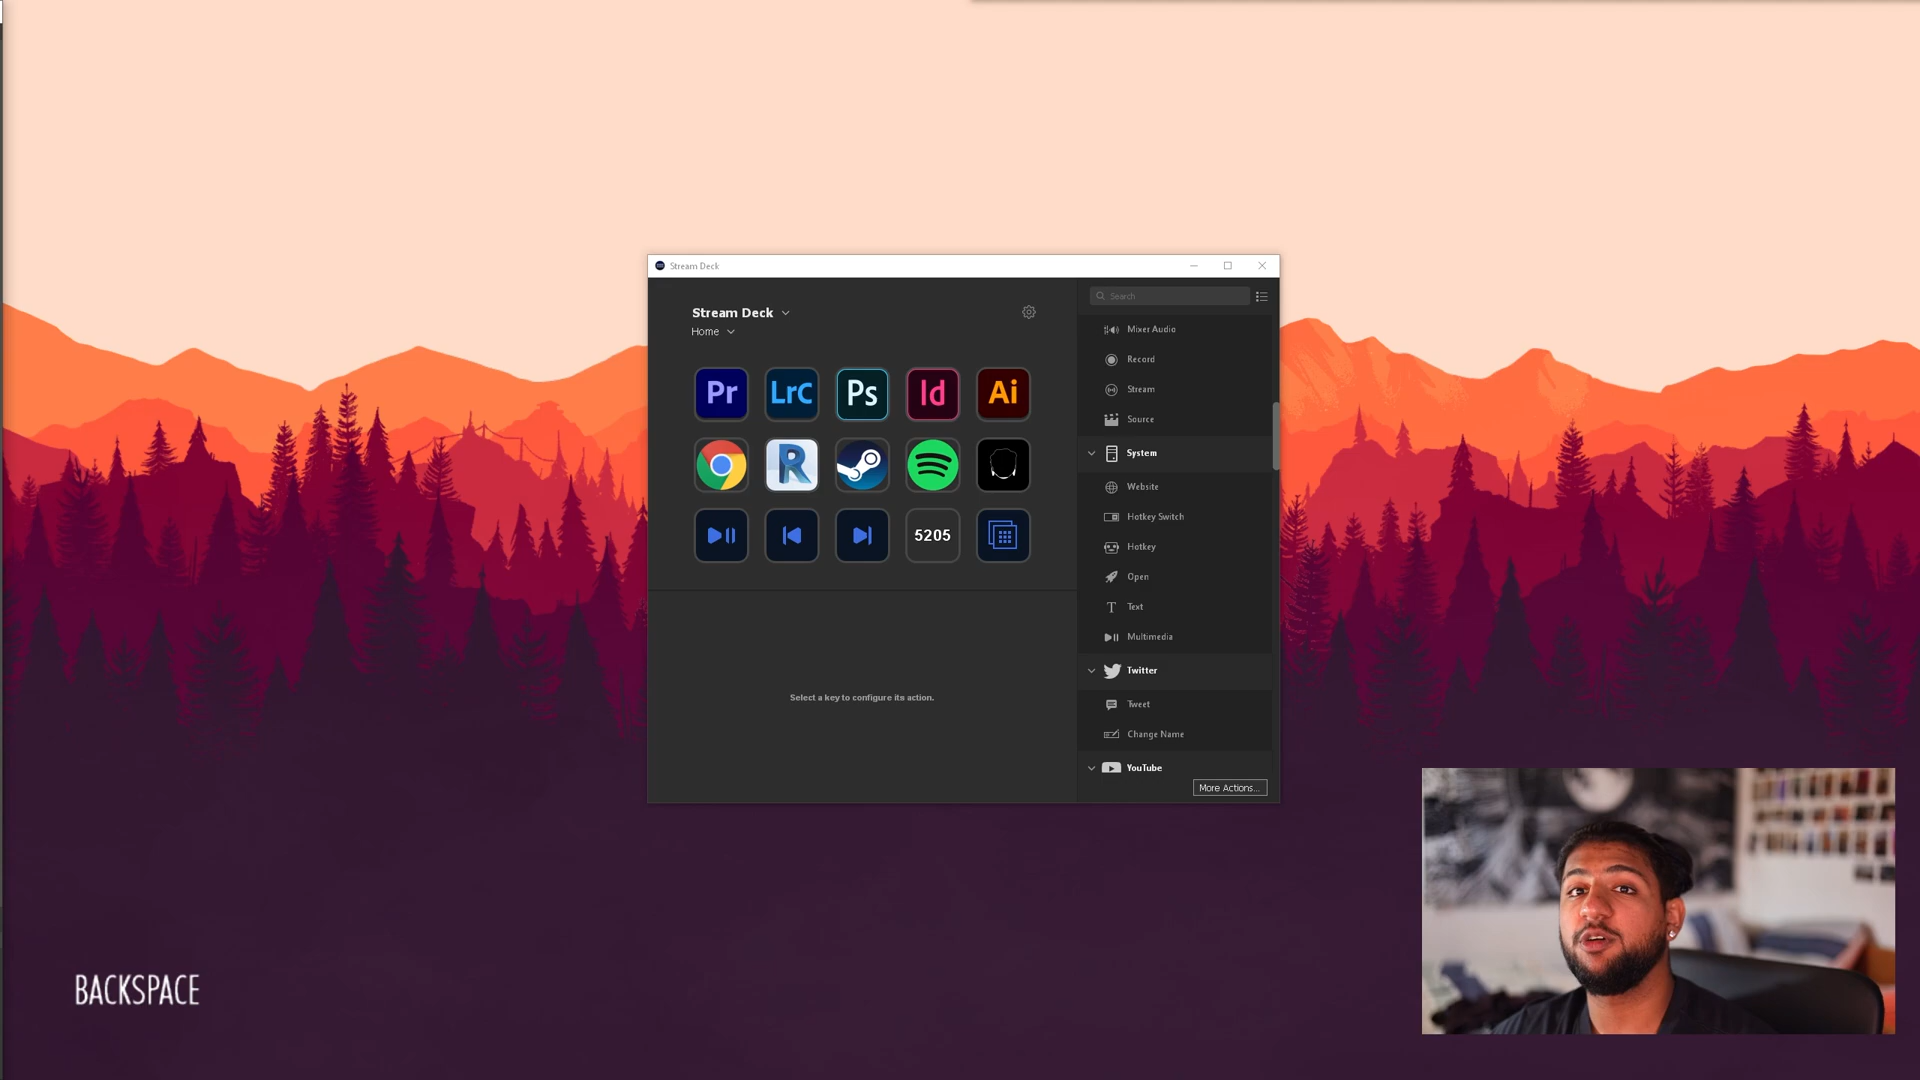 Stream Deck
Stream Deck
Home
Pr
LrC
Ps
Id
Ai
R
5205
Select a key to configure its action.
Search
Mixer Audio
Record
Stream
Source
System
Website
Hotkey Switch
Hotkey
Open
Text
Multimedia
Twitter
Tweet
Change Name
YouTube
More Actions...
BACKSPACE